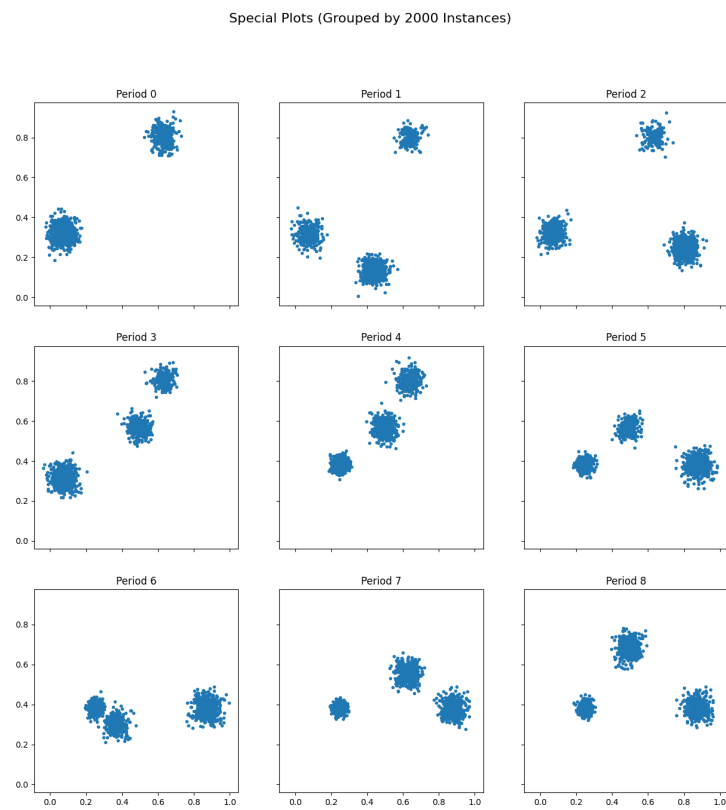 Special Plots (Grouped by 2000 Instances)
Period 0
Period 1
Period 2
0.8
0.6
0.4
0.2
0.0
Period 3
Period 4
Period 5
0.8
0.6
0.4
0.2
0.0
Period 6
Period 7
Period 8
0.8
0.6
0.4
0.2
0.0
0.0 0.2 0.4 0.6 0.8 1.0
0.0 0.2 0.4 0.6 0.8 1.0
0.0 0.2 0.4 0.6 0.8 1.0